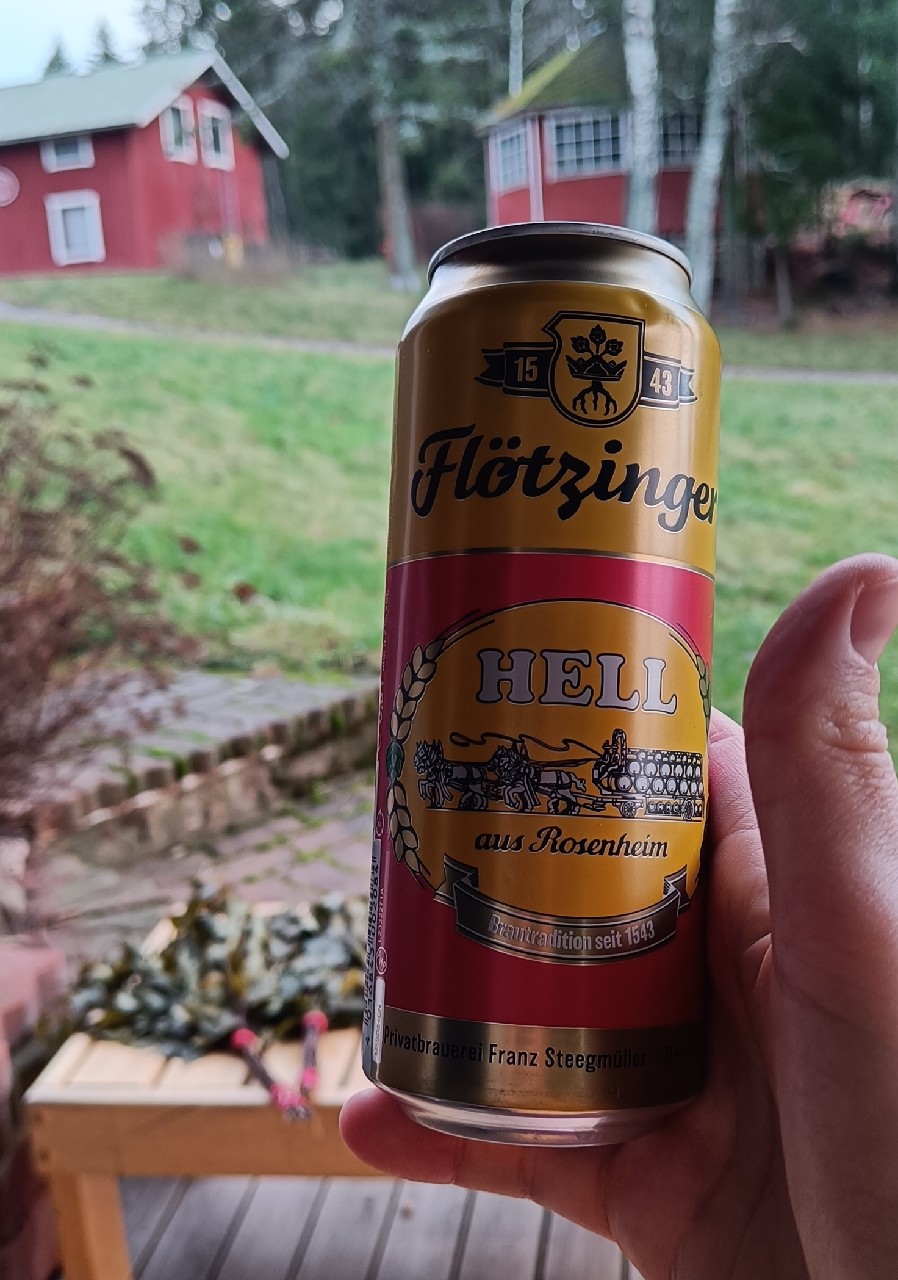 15 43
Flötzinger
HELL
aus Rosenheim
Brautradition seit 1543
Privatbrauerei Franz Steegmüller